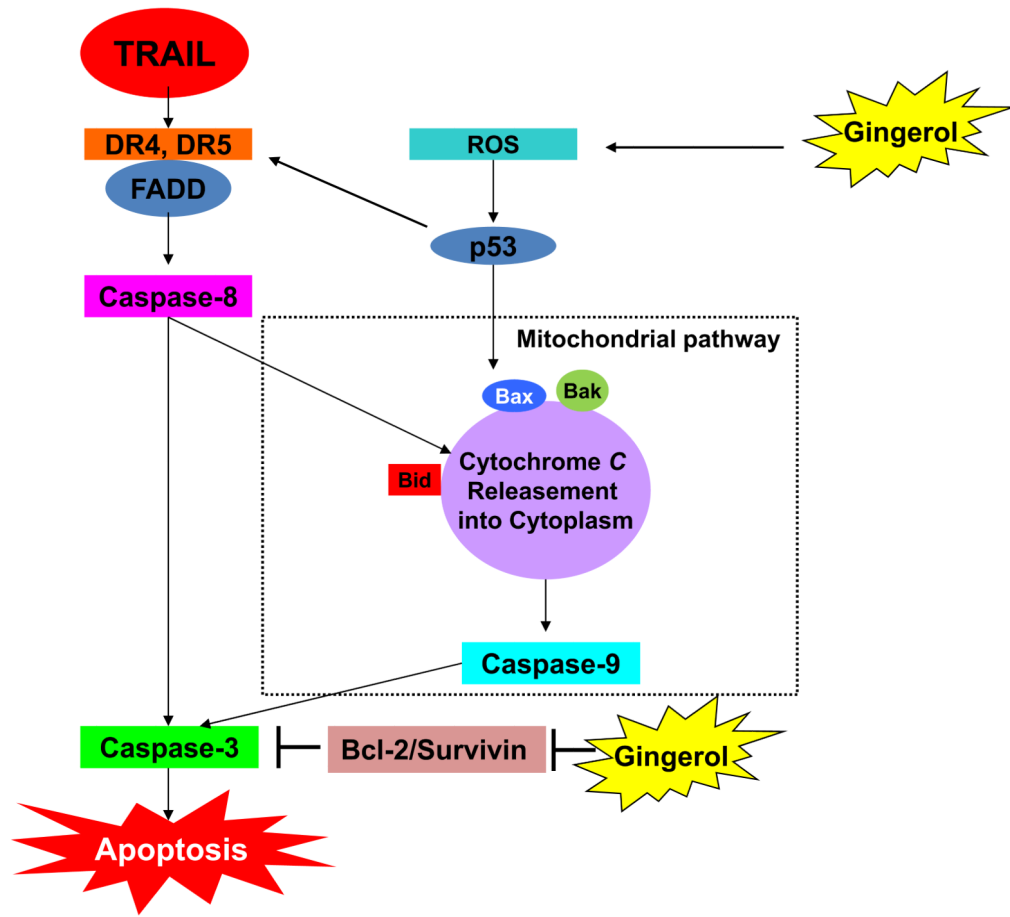 TRAIL
DR4, DR5
FADD
ROS
Gingerol
p53
Caspase-8
Mitochondrial pathway
Bax
Bak
Bid
Cytochrome C
Releasement
into Cytoplasm
Caspase-9
Caspase-3
Bcl-2/Survivin
Gingerol
Apoptosis